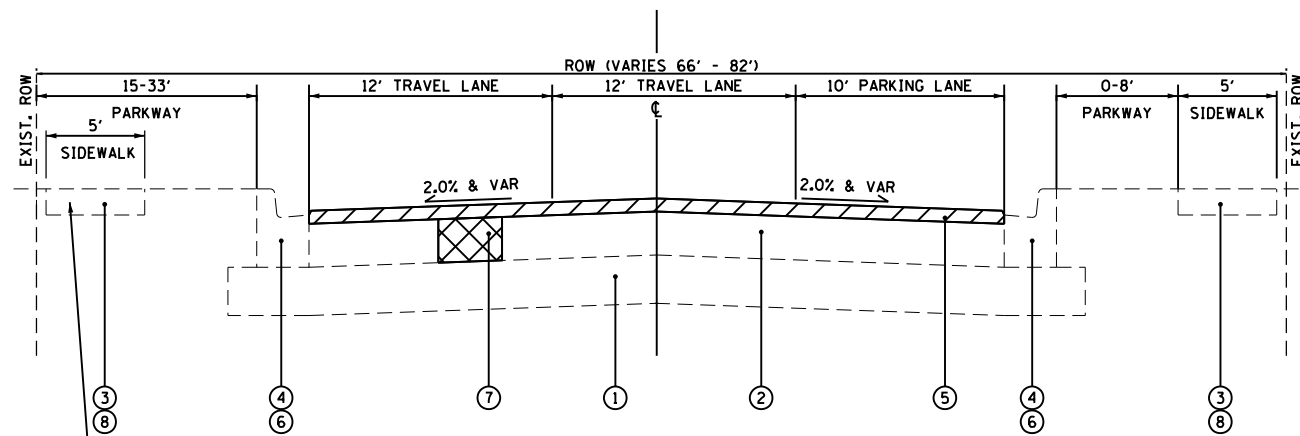 ROW (VARIES 66' - 82')
EXIST. ROW
15-33'
PARKWAY
5'
SIDEWALK
12' TRAVEL LANE
12' TRAVEL LANE
℄
10' PARKING LANE
0-8'
PARKWAY
5'
SIDEWALK
EXIST. ROW
2.0% & VAR
2.0% & VAR
3
8
4
6
7
1
2
5
4
6
3
8